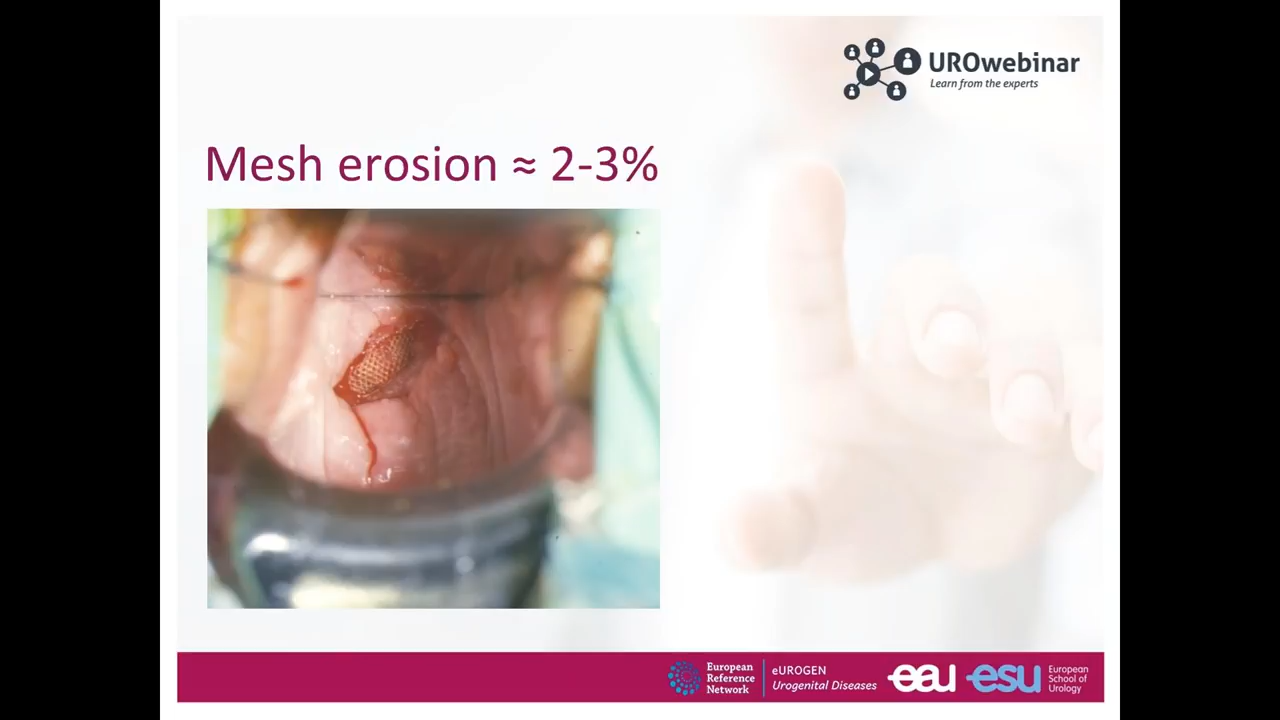 UROwebinar
Learn from the experts
Mesh erosion ≈ 2-3%
European
Reference
Network
eUROGEN
Urogenital Diseases
eau
esu
European
School of
Urology